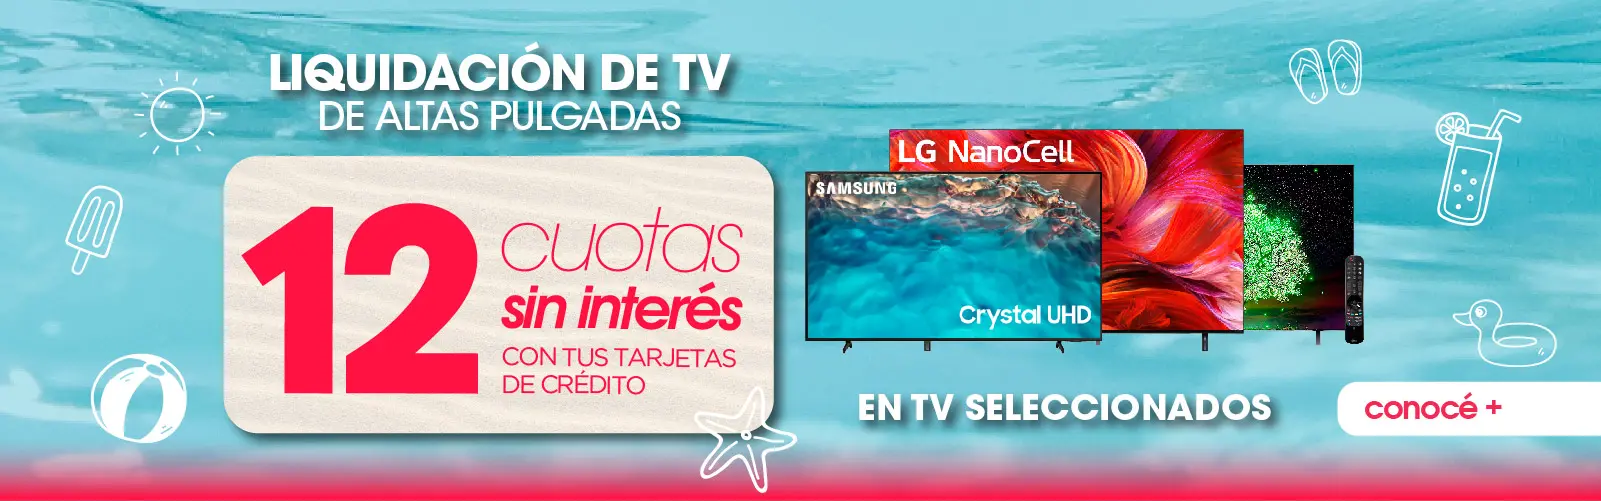 LIQUIDACIÓN DE TV
DE ALTAS PULGADAS
12
cuotas
sin interés
CON TUS TARJETAS
DE CRÉDITO
LG NanoCell
SAMSUNG
Crystal UHD
EN TV SELECCIONADOS
conocé +